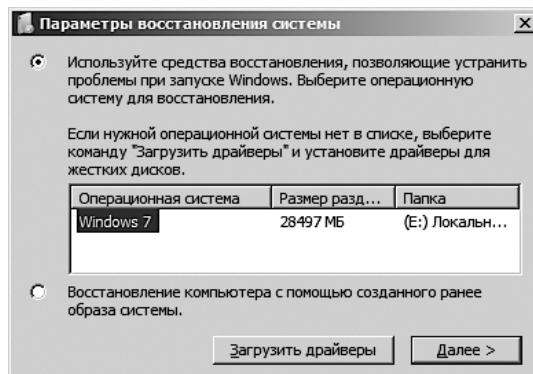 Параметры восстановления системы
Используйте средства восстановления, позволяющие устранить
проблемы при запуске Windows. Выберите операционную
систему для восстановления.
Если нужной операционной системы нет в списке, выберите
команду "Загрузить драйверы" и установите драйверы для
жестких дисков.
Операционная система Размер разд... Папка
Windows 7 28497 МБ (E:) Локальн...
Восстановление компьютера с помощью созданного ранее
образа системы.
Загрузить драйверы Далее >